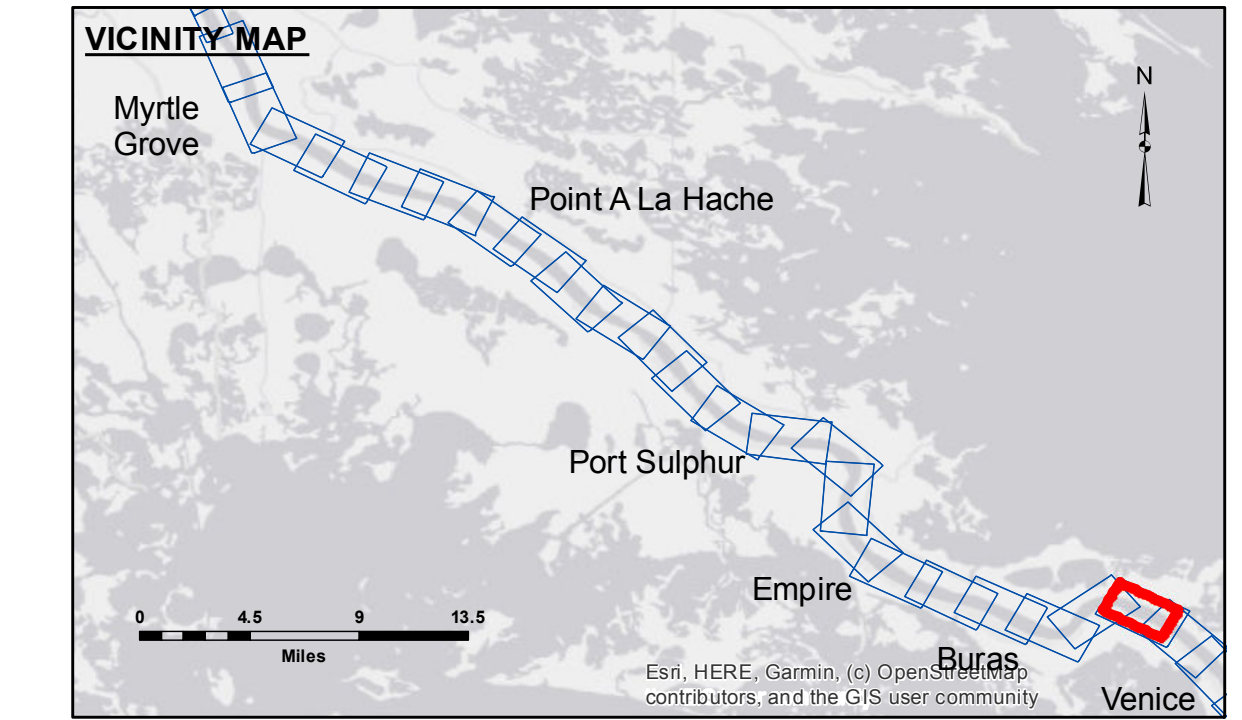 VICINITY MAP
N
Myrtle
Grove
Point A La Hache
Port Sulphur
Empire
0 4.5 9 13.5
Miles
Buras
Esri, HERE, Garmin, (c) OpenStreetMap
contributors, and the GIS user community
Venice